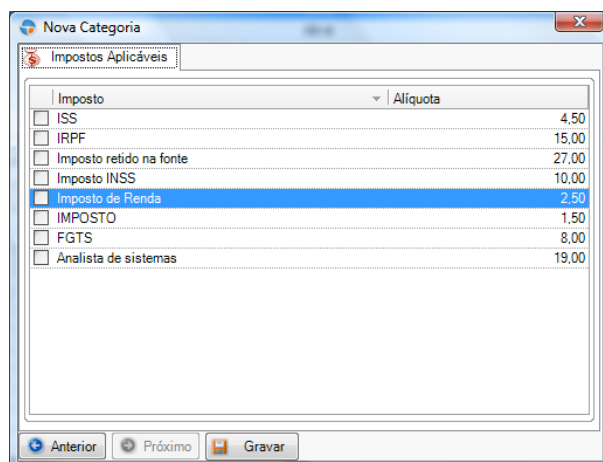 Nova Categoria
Impostos Aplicáveis
Imposto Alíquota
ISS 4,50
IRPF 15,00
Imposto retido na fonte 27,00
Imposto INSS 10,00
Imposto de Renda 2,50
IMPOSTO 1,50
FGTS 8,00
Analista de sistemas 19,00
Anterior Próximo Gravar